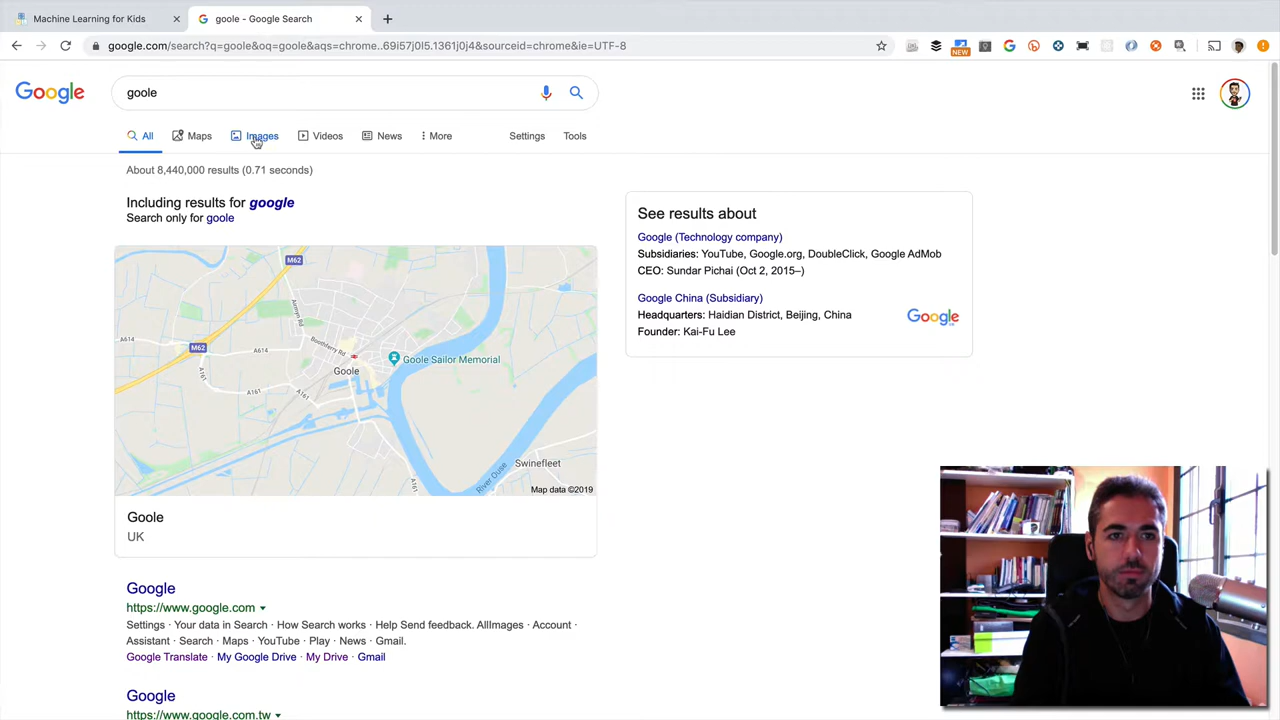 Machine Learning for Kids
goole - Google Search
google.com/search?q=goole&oq=goole&aqs=chrome..69i57j0l5.1361j0j4&sourceid=chrome&ie=UTF-8
NEW
Google
goole
All
Maps
Images
Videos
News
More
Settings
Tools
About 8,440,000 results (0.71 seconds)
Including results for google
Search only for goole
See results about
Google (Technology company)
Subsidiaries: YouTube, Google.org, DoubleClick, Google AdMob
CEO: Sundar Pichai (Oct 2, 2015–)
Google China (Subsidiary)
Headquarters: Haidian District, Beijing, China
Founder: Kai-Fu Lee
Google
M62
Airmyn Rd
A614
M62
A614
Boothferry Rd
Goole Sailor Memorial
A161
Goole
A161
A161
River Ouse
Swinefleet
Map data ©2019
Goole
UK
Google
https://www.google.com
Settings · Your data in Search · How Search works · Help Send feedback. AllImages · Account ·
Assistant · Search · Maps · YouTube · Play · News · Gmail.
Google Translate · My Google Drive · My Drive · Gmail
Google
https://www.google.com.tw